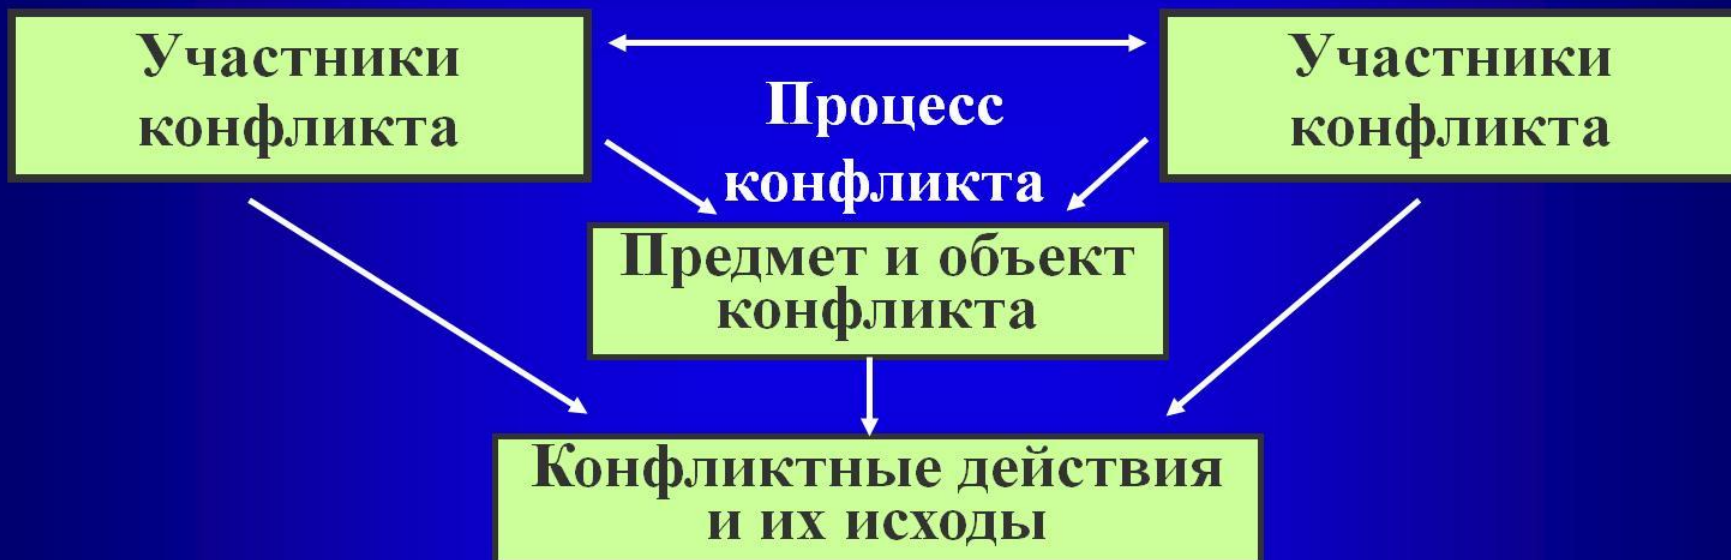 Участники
конфликта
Процесс
конфликта
Участники
конфликта
Предмет и объект
конфликта
Конфликтные действия
и их исходы